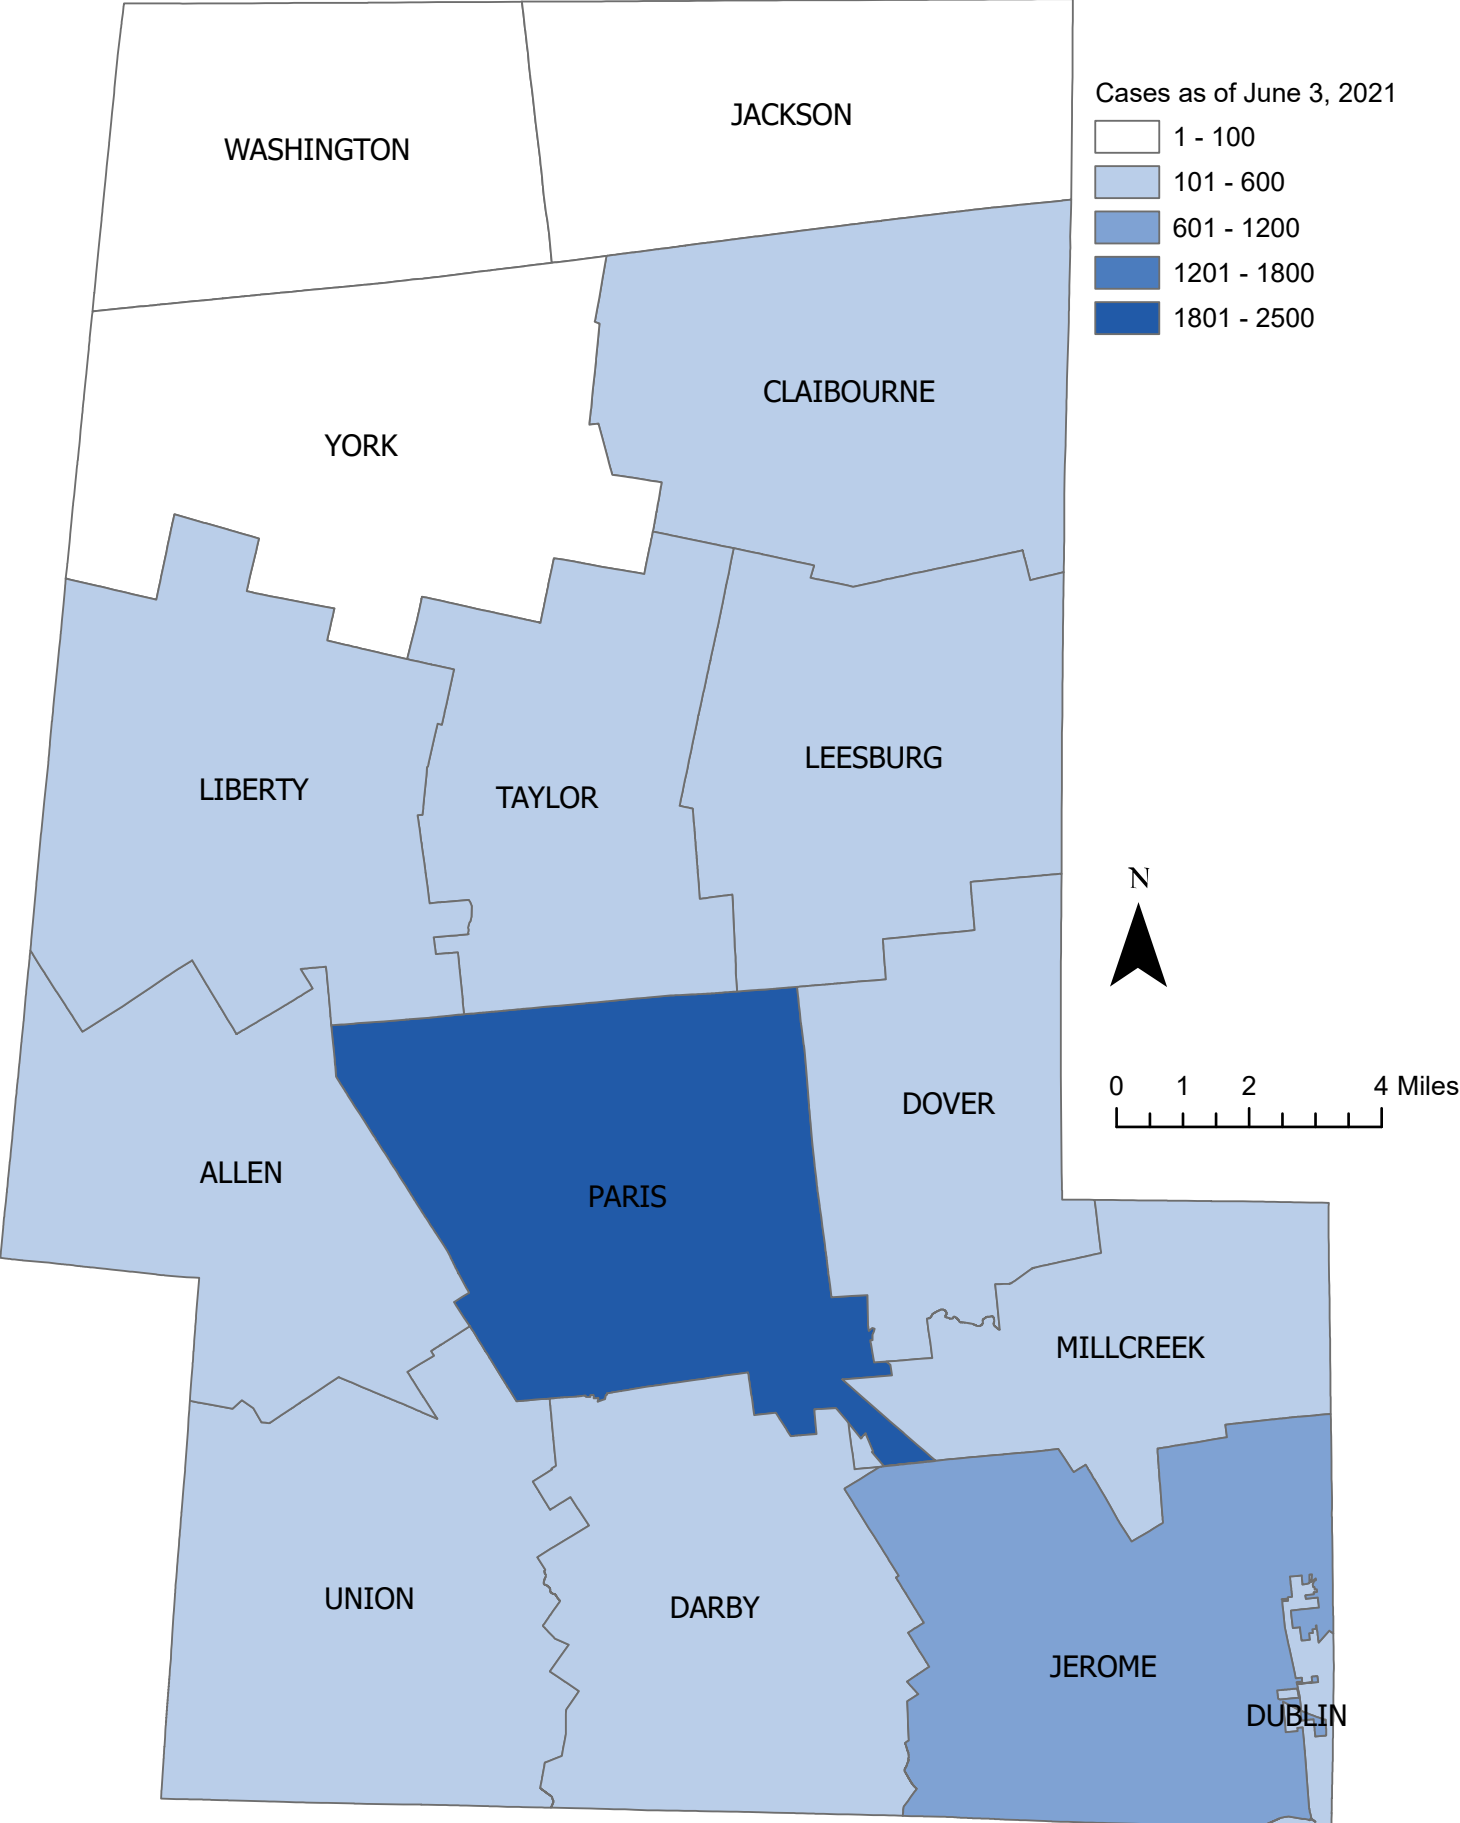 Cases as of June 3, 2021
1 - 100
101 - 600
601 - 1200
1201 - 1800
1801 - 2500
JACKSON
WASHINGTON
CLAIBOURNE
YORK
LEESBURG
LIBERTY
TAYLOR
N
0 1 2 4 Miles
DOVER
ALLEN
PARIS
MILLCREEK
UNION
DARBY
JEROME
DUBLIN